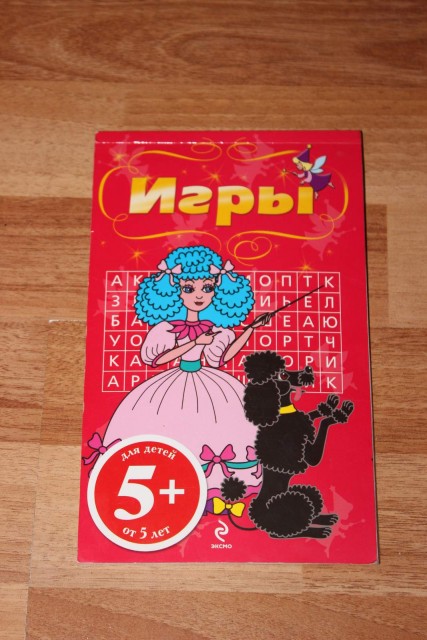 Игры
А К О П Т К
З И Ь Е Л
Б А Е А Ю
У О О Р Т Ч
К А А О Р И
А Р К
для детей
5+
от 5 лет
ЭКСМО